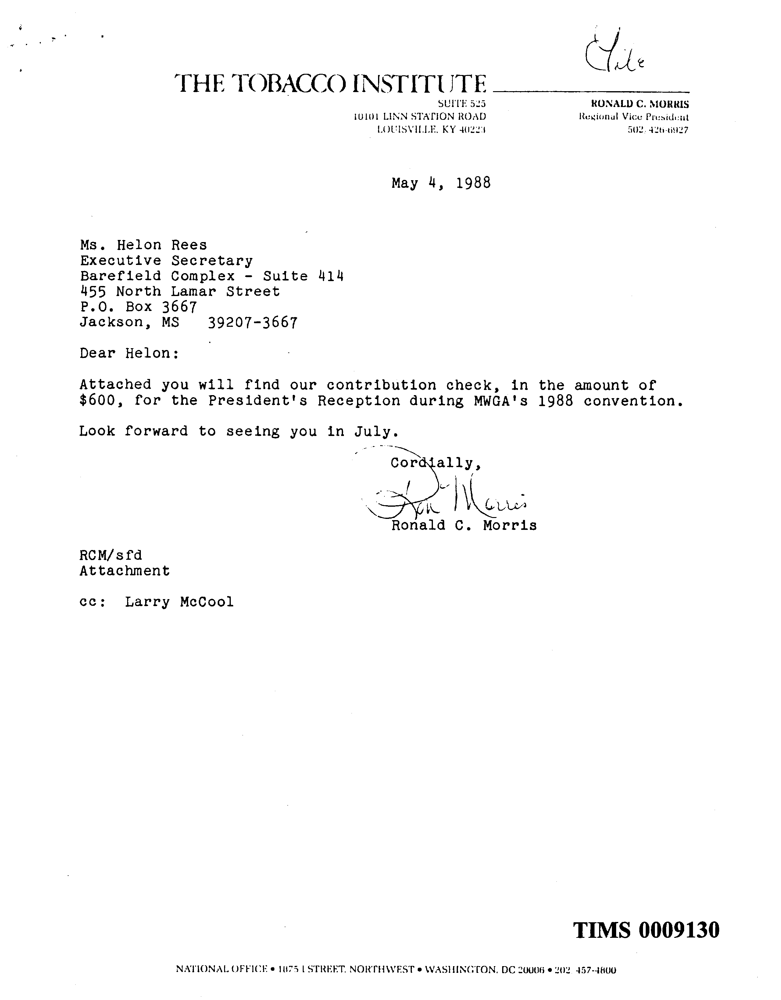 File
THE TOBACCO INSTITUTE
SUITE 525
10101 LINN STATION ROAD
LOUISVILLE, KY 40223
RONALD C. MORRIS
Regional Vice President
502 426-6927
May 4, 1988
Ms. Helon Rees
Executive Secretary
Barefield Complex - Suite 414
455 North Lamar Street
P.O. Box 3667
Jackson, MS 39207-3667
Dear Helon:
Attached you will find our contribution check, in the amount of
$600, for the President's Reception during MWGA's 1988 convention.
Look forward to seeing you in July.
Cordially,
Ron Morris
Ronald C. Morris
RCM/sfd
Attachment
cc: Larry McCool
TIMS 0009130
NATIONAL OFFICE • 1875 I STREET, NORTHWEST • WASHINGTON, DC 20006 • 202 457-4800